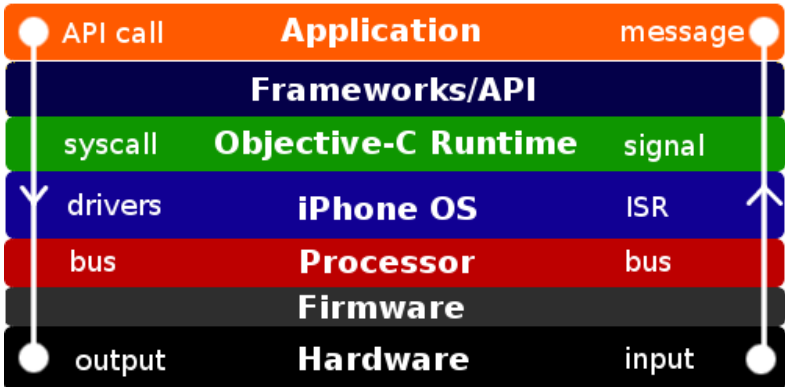 API call Application message
Frameworks/API
syscall Objective-C Runtime signal
drivers iPhone OS ISR
bus Processor bus
Firmware
output Hardware input